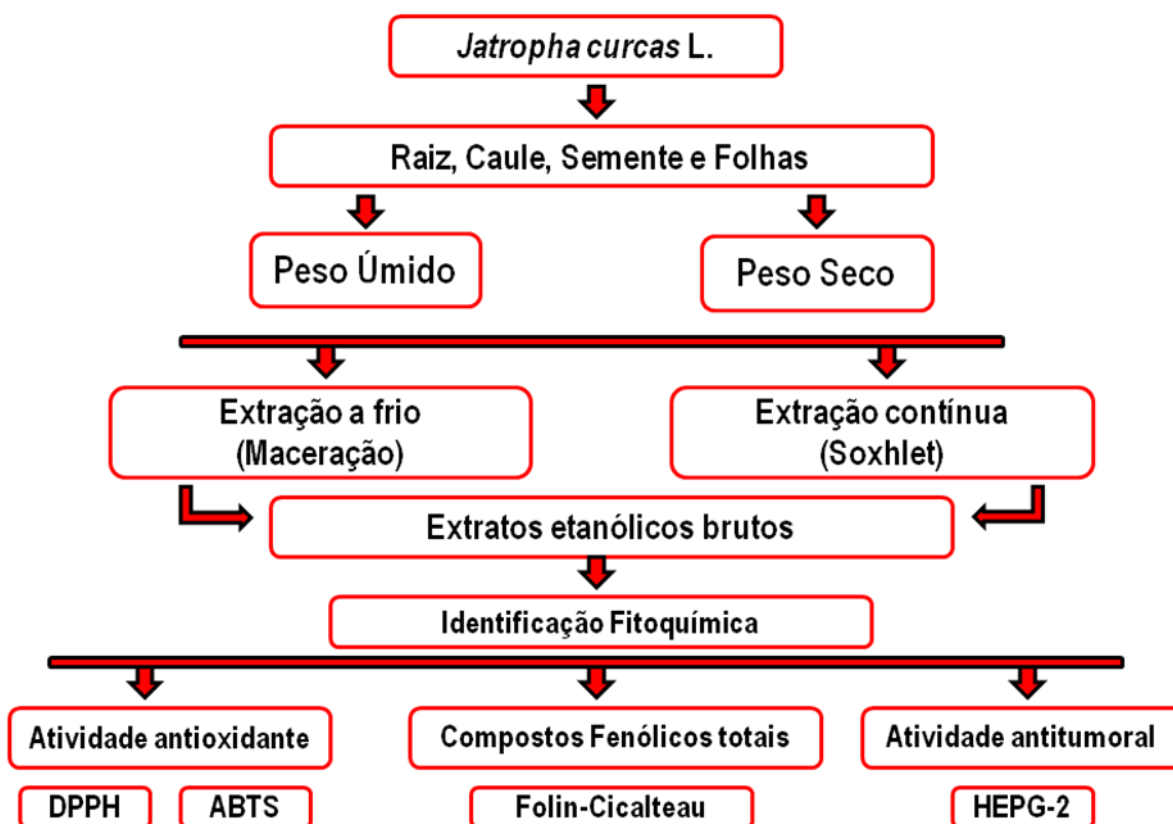 Jatropha curcas L.
Raiz, Caule, Semente e Folhas
Peso Úmido
Peso Seco
Extração a frio
(Maceração)
Extração contínua
(Soxhlet)
Extratos etanólicos brutos
Identificação Fitoquímica
Atividade antioxidante
Compostos Fenólicos totais
Atividade antitumoral
DPPH
ABTS
Folin-Cicalteau
HEPG-2